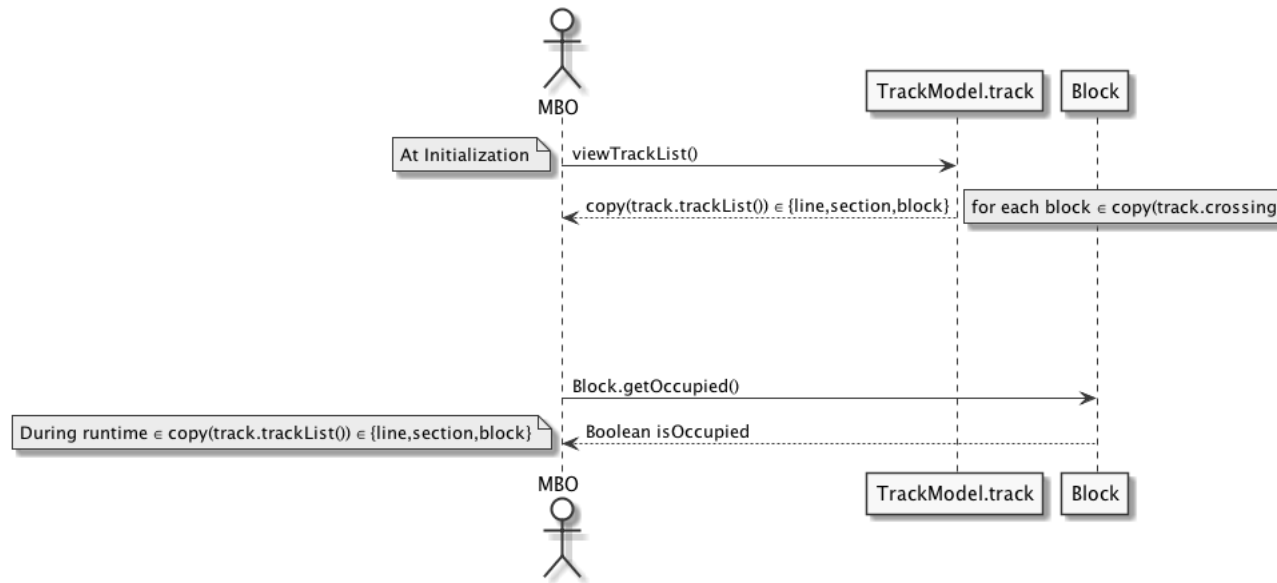 MBO
TrackModel.track
Block
At Initialization
viewTrackList()
copy(track.trackList()) ∈ {line,section,block}
for each block ∈ copy(track.crossing
Block.getOccupied()
During runtime ∈ copy(track.trackList()) ∈ {line,section,block}
Boolean isOccupied
MBO
TrackModel.track
Block